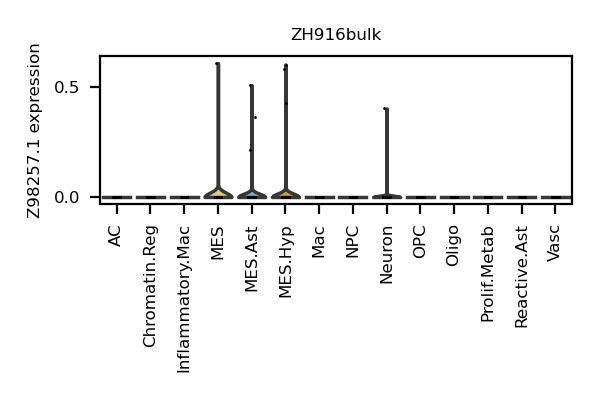 ZH916bulk
Z98257.1 expression
0.5
0.0
AC
Chromatin.Reg
Inflammatory.Mac
MES
MES.Ast
MES.Hyp
Mac
NPC
Neuron
OPC
Oligo
Prolif.Metab
Reactive.Ast
Vasc